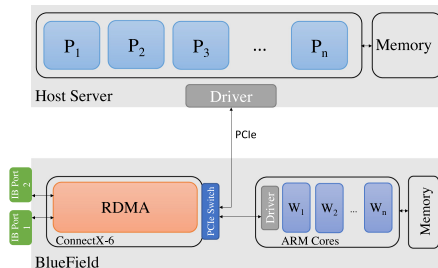 P1 P2 P3 ... Pn
Memory
Host Server
Driver
PCIe
IB Port 2
IB Port 1
RDMA
ConnectX-6
PCIe Switch
Driver
W1 W2 ... Wn
ARM Cores
Memory
BlueField